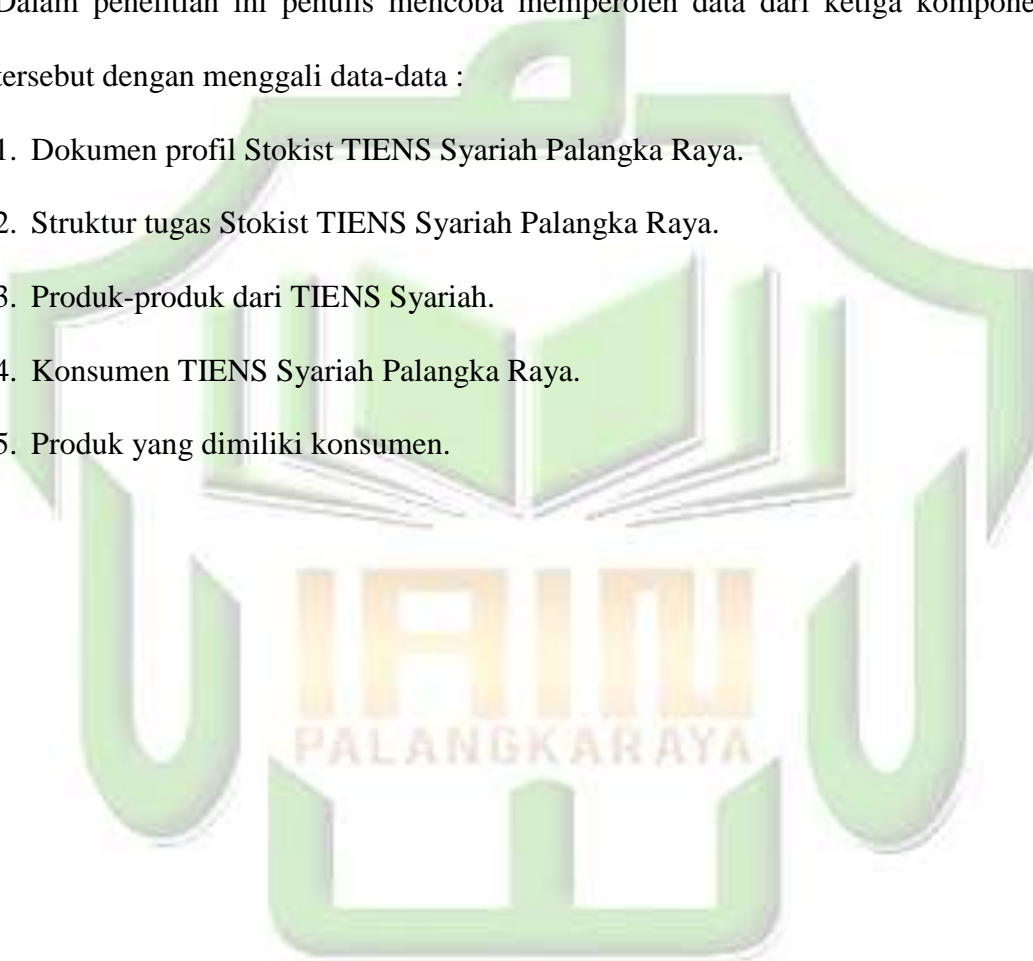 Dalam penelitian ini penulis mencoba memperoleh data dari ketiga kompone
tersebut dengan menggali data-data :
1. Dokumen profil Stokist TIENS Syariah Palangka Raya.
2. Struktur tugas Stokist TIENS Syariah Palangka Raya.
3. Produk-produk dari TIENS Syariah.
4. Konsumen TIENS Syariah Palangka Raya.
5. Produk yang dimiliki konsumen.
IAIN
PALANGKARAYA